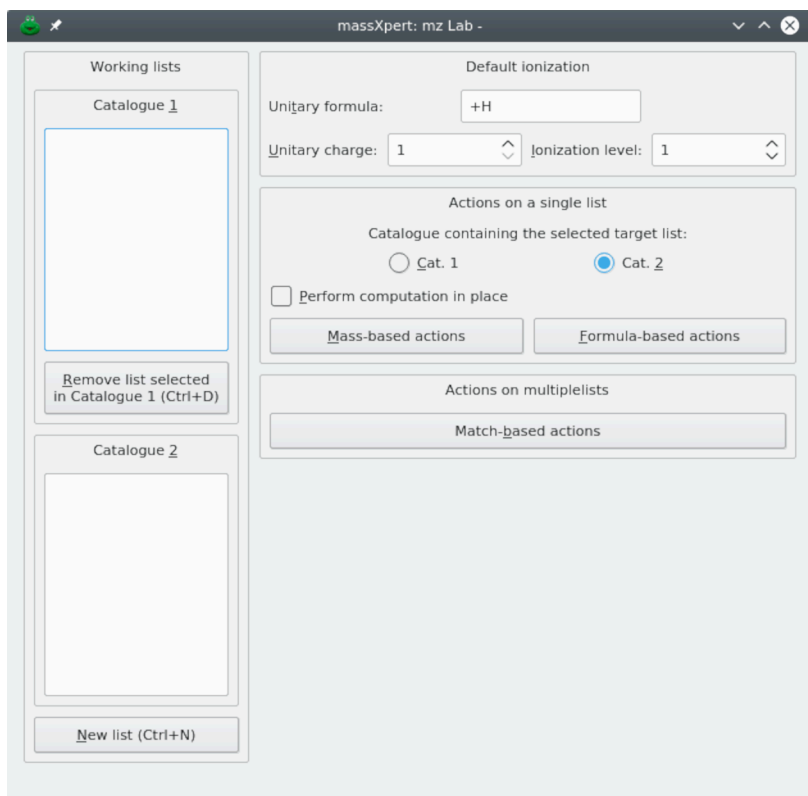 massXpert: mz Lab -
Working lists
Catalogue 1
Remove list selected
in Catalogue 1 (Ctrl+D)
Catalogue 2
New list (Ctrl+N)
Default ionization
Unitary formula: +H
Unitary charge: 1 Ionization level: 1
Actions on a single list
Catalogue containing the selected target list:
Cat. 1 Cat. 2
Perform computation in place
Mass-based actions Formula-based actions
Actions on multiplelists
Match-based actions